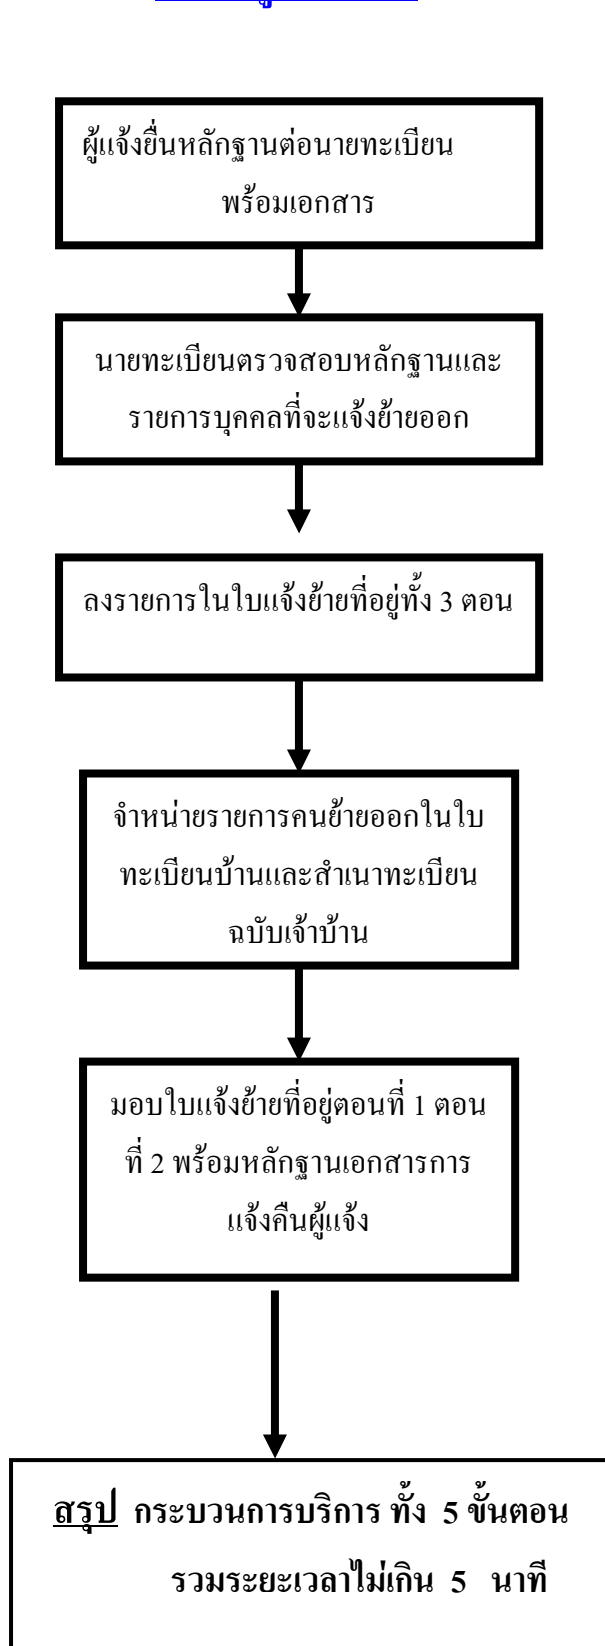 ผู้แจ้งยื่นหลักฐานต่อนายทะเบียน
พร้อมเอกสาร
นายทะเบียนตรวจสอบหลักฐานและ
รายการบุคคลที่จะแจ้งย้ายออก
ลงรายการในใบแจ้งย้ายที่อยู่ทั้ง 3 ตอน
จำหน่ายรายการคนย้ายออกในใบ
ทะเบียนบ้านและสำเนาทะเบียน
ฉบับเจ้าบ้าน
มอบใบแจ้งย้ายที่อยู่ตอนที่ 1 ตอน
ที่ 2 พร้อมหลักฐานเอกสารการ
แจ้งคืนผู้แจ้ง
สรุป กระบวนการบริการ ทั้ง 5 ขั้นตอน
รวมระยะเวลาไม่เกิน 5 นาที